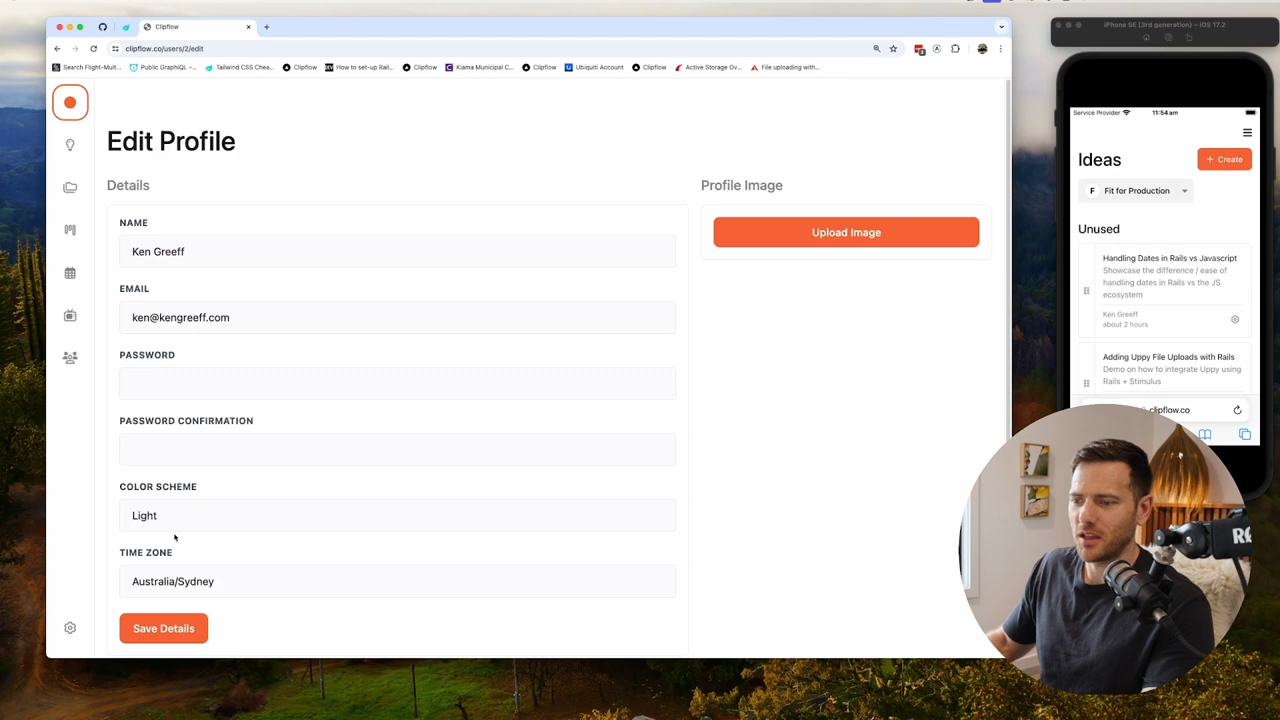 Clipflow
clipflow.co/users/2/edit
Search Flight-Mult...
Public GraphiQL -...
Tailwind CSS Chea...
Clipflow
How to set-up Rail...
Clipflow
Kiama Municipal C...
Clipflow
Ubiquiti Account
Clipflow
Active Storage Ov...
File uploading with...
Edit Profile
Details
NAME
Ken Greeff
EMAIL
ken@kengreeff.com
PASSWORD
PASSWORD CONFIRMATION
COLOR SCHEME
Light
TIME ZONE
Australia/Sydney
Save Details
Profile Image
Upload Image
iPhone SE (3rd generation) – iOS 17.2
Service Provider
11:54 am
Ideas
+ Create
F Fit for Production
Unused
Handling Dates in Rails vs Javascript
Showcase the difference / ease of
handling dates in Rails vs the JS
ecosystem
Ken Greeff
about 2 hours
Adding Uppy File Uploads with Rails
Demo on how to integrate Uppy using
Rails + Stimulus
clipflow.co